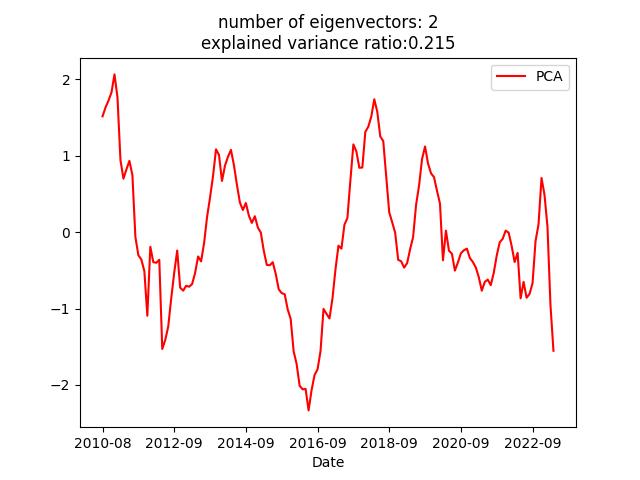 number of eigenvectors: 2
explained variance ratio:0.215
PCA
2
1
0
−1
−2
2010-08 2012-09 2014-09 2016-09 2018-09 2020-09 2022-09
Date